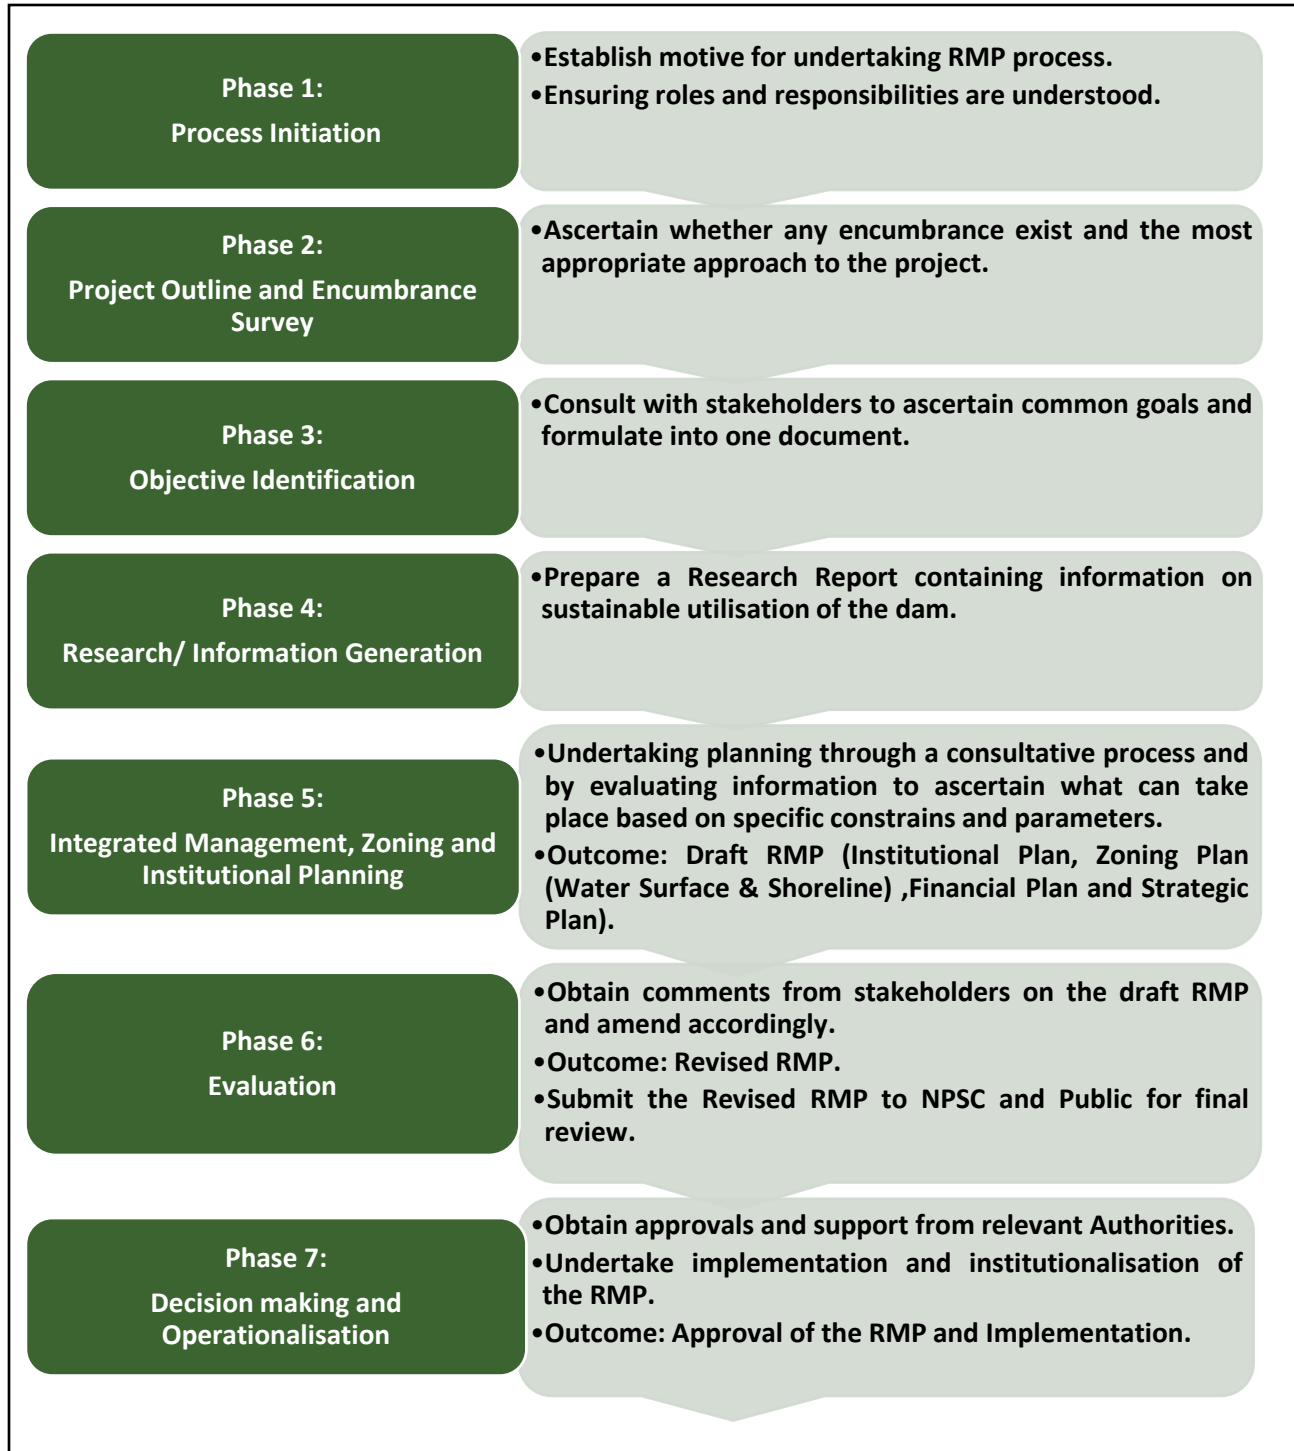 Phase 1:
Process Initiation
•Establish motive for undertaking RMP process.
•Ensuring roles and responsibilities are understood.
Phase 2:
Project Outline and Encumbrance
Survey
•Ascertain whether any encumbrance exist and the most
appropriate approach to the project.
Phase 3:
Objective Identification
•Consult with stakeholders to ascertain common goals and
formulate into one document.
Phase 4:
Research/ Information Generation
•Prepare a Research Report containing information on
sustainable utilisation of the dam.
Phase 5:
Integrated Management, Zoning and
Institutional Planning
•Undertaking planning through a consultative process and
by evaluating information to ascertain what can take
place based on specific constrains and parameters.
•Outcome: Draft RMP (Institutional Plan, Zoning Plan
(Water Surface & Shoreline) ,Financial Plan and Strategic
Plan).
Phase 6:
Evaluation
•Obtain comments from stakeholders on the draft RMP
and amend accordingly.
•Outcome: Revised RMP.
•Submit the Revised RMP to NPSC and Public for final
review.
Phase 7:
Decision making and
Operationalisation
•Obtain approvals and support from relevant Authorities.
•Undertake implementation and institutionalisation of
the RMP.
•Outcome: Approval of the RMP and Implementation.